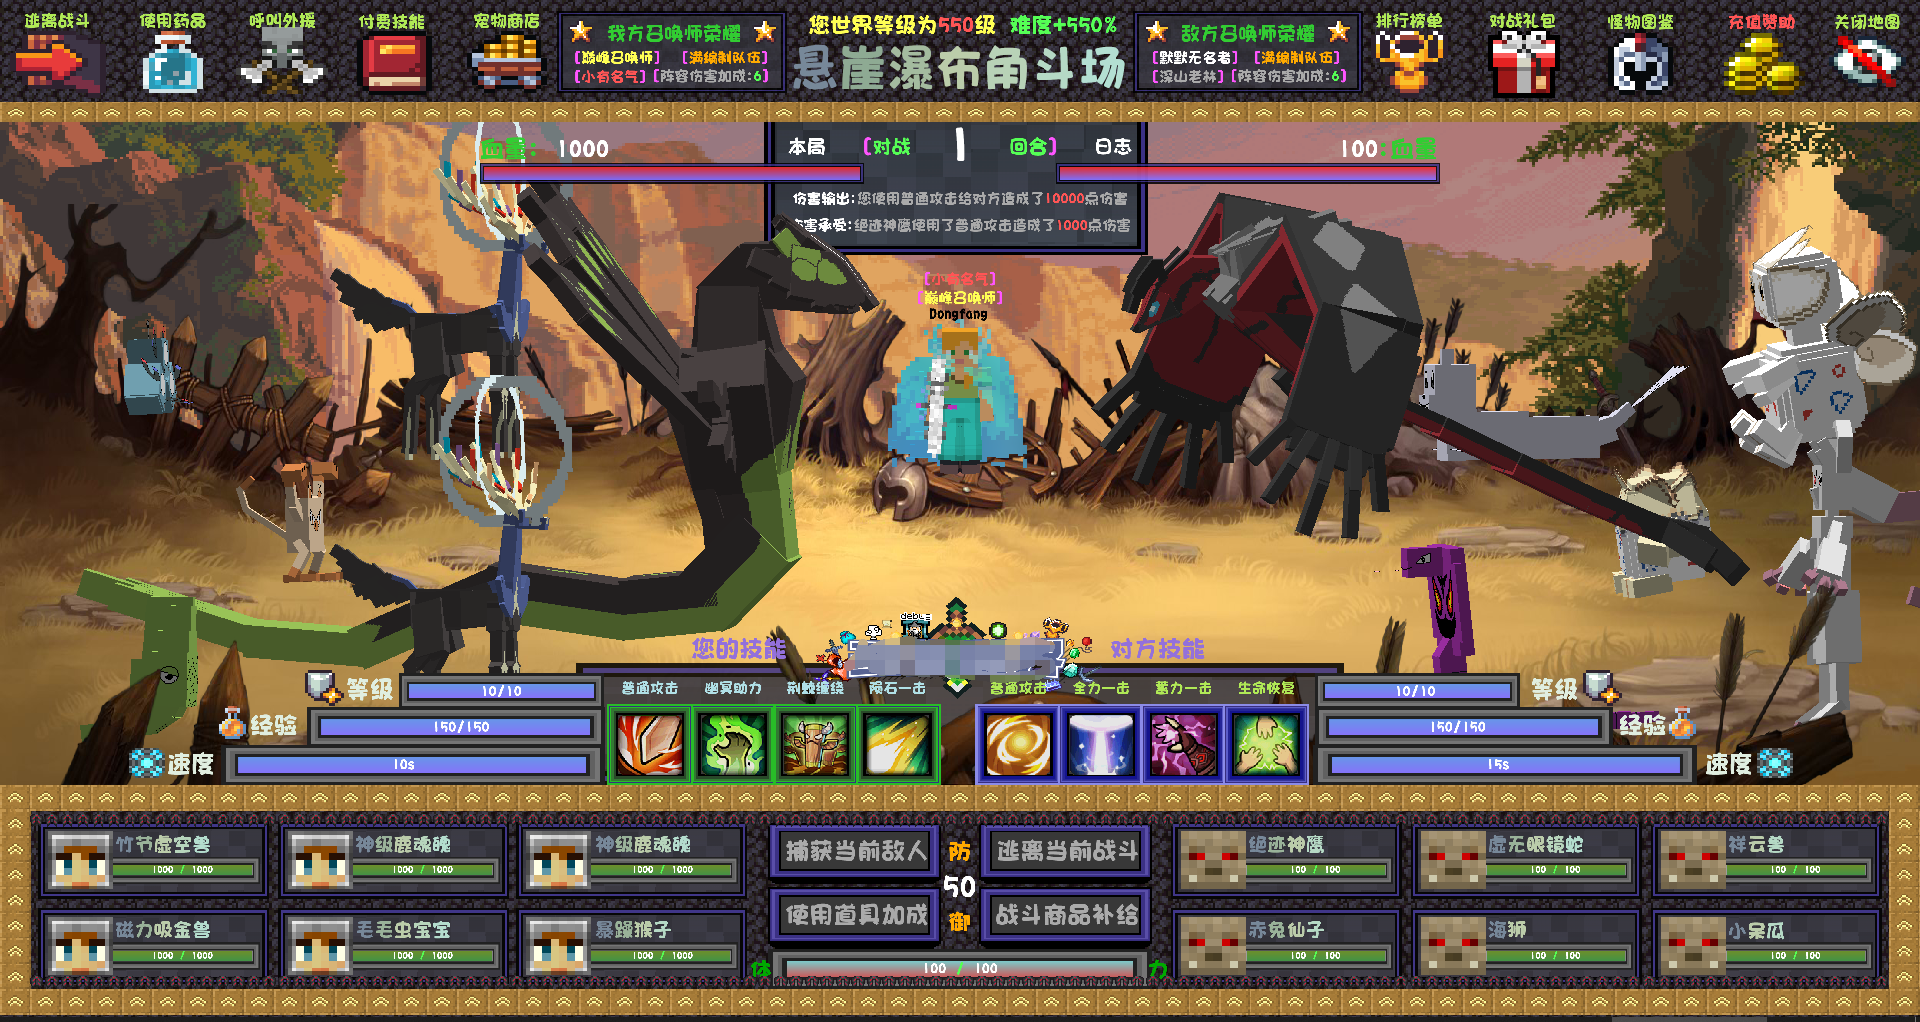 逃离战斗 使用药品 呼叫外援 付费技能 宠物商店
我方召唤师荣耀
[巅峰召唤师] [满编制队伍]
[小有名气] [阵容伤害加成:6]
您世界等级为550级 难度+550%
悬崖瀑布角斗场
敌方召唤师荣耀
[默默无名者] [满编制队伍]
[深山老林] [阵容伤害加成:6]
排行榜单 对战礼包 怪物图鉴 充值赞助 关闭地图
血量: 1000
本局 [对战 1 回合] 日志
100 :血量
伤害输出:您使用普通攻击给对方造成了10000点伤害
伤害承受:绝迹神鹰使用了普通攻击造成了1000点伤害
[小有名气]
[巅峰召唤师]
Dongfang
您的技能
对方技能
等级 10/10
经验 150/150
速度 10s
普通攻击 幽冥助力 荆棘缠绕 陨石一击
普通攻击 全力一击 蓄力一击 生命恢复
10/10 等级
150/150 经验
15s 速度
竹节虚空兽 1000 / 1000
神级鹿魂魄 1000 / 1000
神级鹿魂魄 1000 / 1000
磁力吸金兽 1000 / 1000
毛毛虫宝宝 1000 / 1000
暴躁猴子 1000 / 1000
捕获当前敌人
逃离当前战斗
使用道具加成
战斗商品补给
防
50
御
体 100 / 100 力
绝迹神鹰 100 / 100
虚无眼镜蛇 100 / 100
祥云兽 100 / 100
赤兔仙子 100 / 100
海狮 100 / 100
小呆瓜 100 / 100